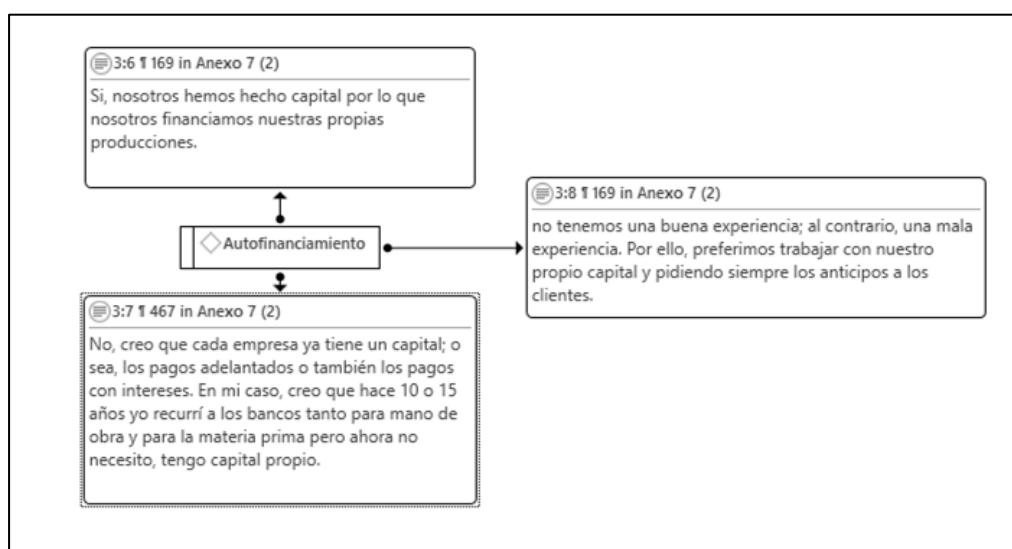 3:6 ¶ 169 in Anexo 7 (2)
Si, nosotros hemos hecho capital por lo que
nosotros financiamos nuestras propias
producciones.
3:8 ¶ 169 in Anexo 7 (2)
no tenemos una buena experiencia; al contrario, una mala
experiencia. Por ello, preferimos trabajar con nuestro
propio capital y pidiendo siempre los anticipos a los
clientes.
Autofinanciamiento
3:7 ¶ 467 in Anexo 7 (2)
No, creo que cada empresa ya tiene un capital; o
sea, los pagos adelantados o también los pagos
con intereses. En mi caso, creo que hace 10 o 15
años yo recurrí a los bancos tanto para mano de
obra y para la materia prima pero ahora no
necesito, tengo capital propio.